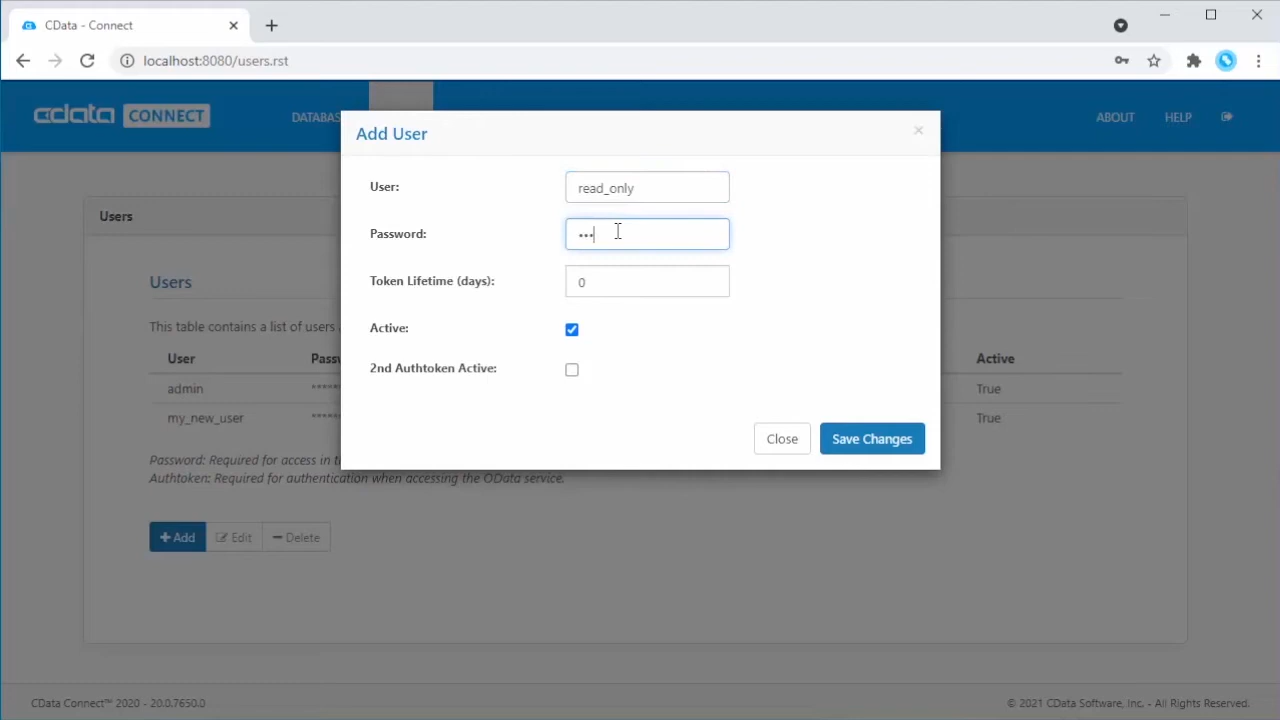 CData - Connect
localhost:8080/users.rst
cdata CONNECT
DATABAS
ABOUT
HELP
Add User
User:
read_only
Password:
•••
Token Lifetime (days):
0
Active:
2nd Authtoken Active:
Close
Save Changes
Users
Users
This table contains a list of users
User
Passw
Active
admin
******
True
my_new_user
******
True
Password: Required for access in t
Authtoken: Required for authentication when accessing the OData service.
Add
Edit
Delete
CData Connect™ 2020 - 20.0.7650.0
© 2021 CData Software, Inc. - All Rights Reserved.